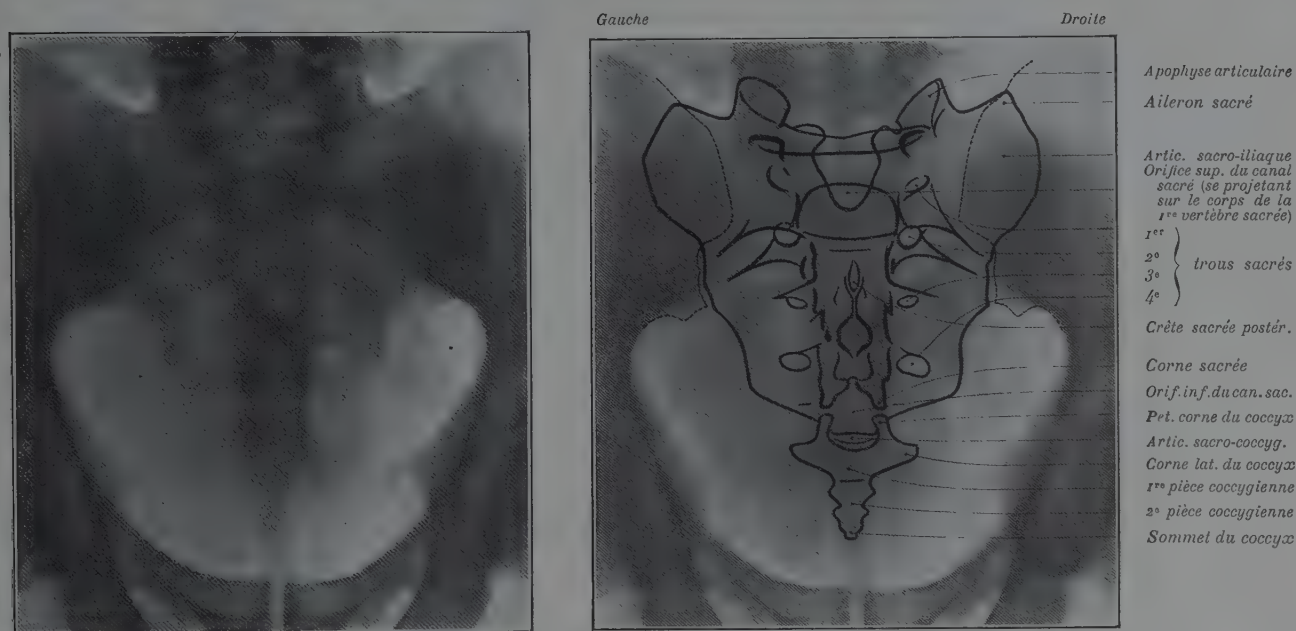 Gauche
Droite
Apophyse articulaire
Aileron sacré
Artic. sacro-iliaque
Orifice sup. du canal
sacré (se projetant
sur le corps de la
1re vertèbre sacrée)
1er
2e
3e
4e
trous sacrés
Crête sacrée postér.
Corne sacrée
Orif. inf. du can. sac.
Pet. corne du coccyx
Artic. sacro-coccyg.
Corne lat. du coccyx
1re pièce coccygienne
2e pièce coccygienne
Sommet du coccyx